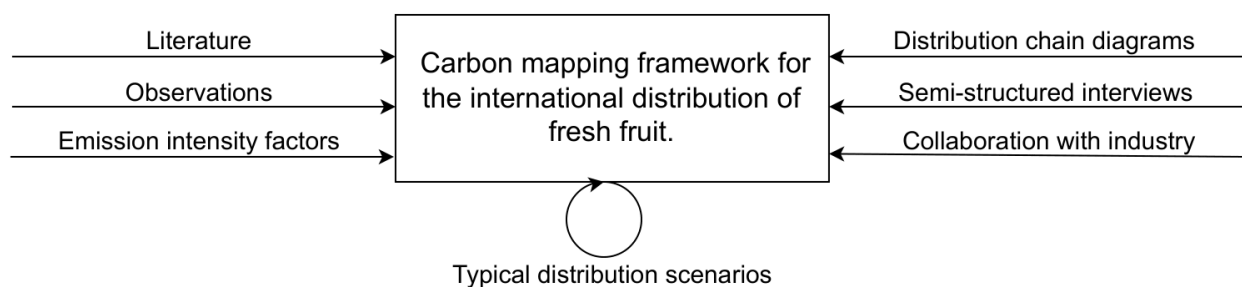 Literature
Observations
Emission intensity factors
Carbon mapping framework for
the international distribution of
fresh fruit.
Distribution chain diagrams
Semi-structured interviews
Collaboration with industry
Typical distribution scenarios